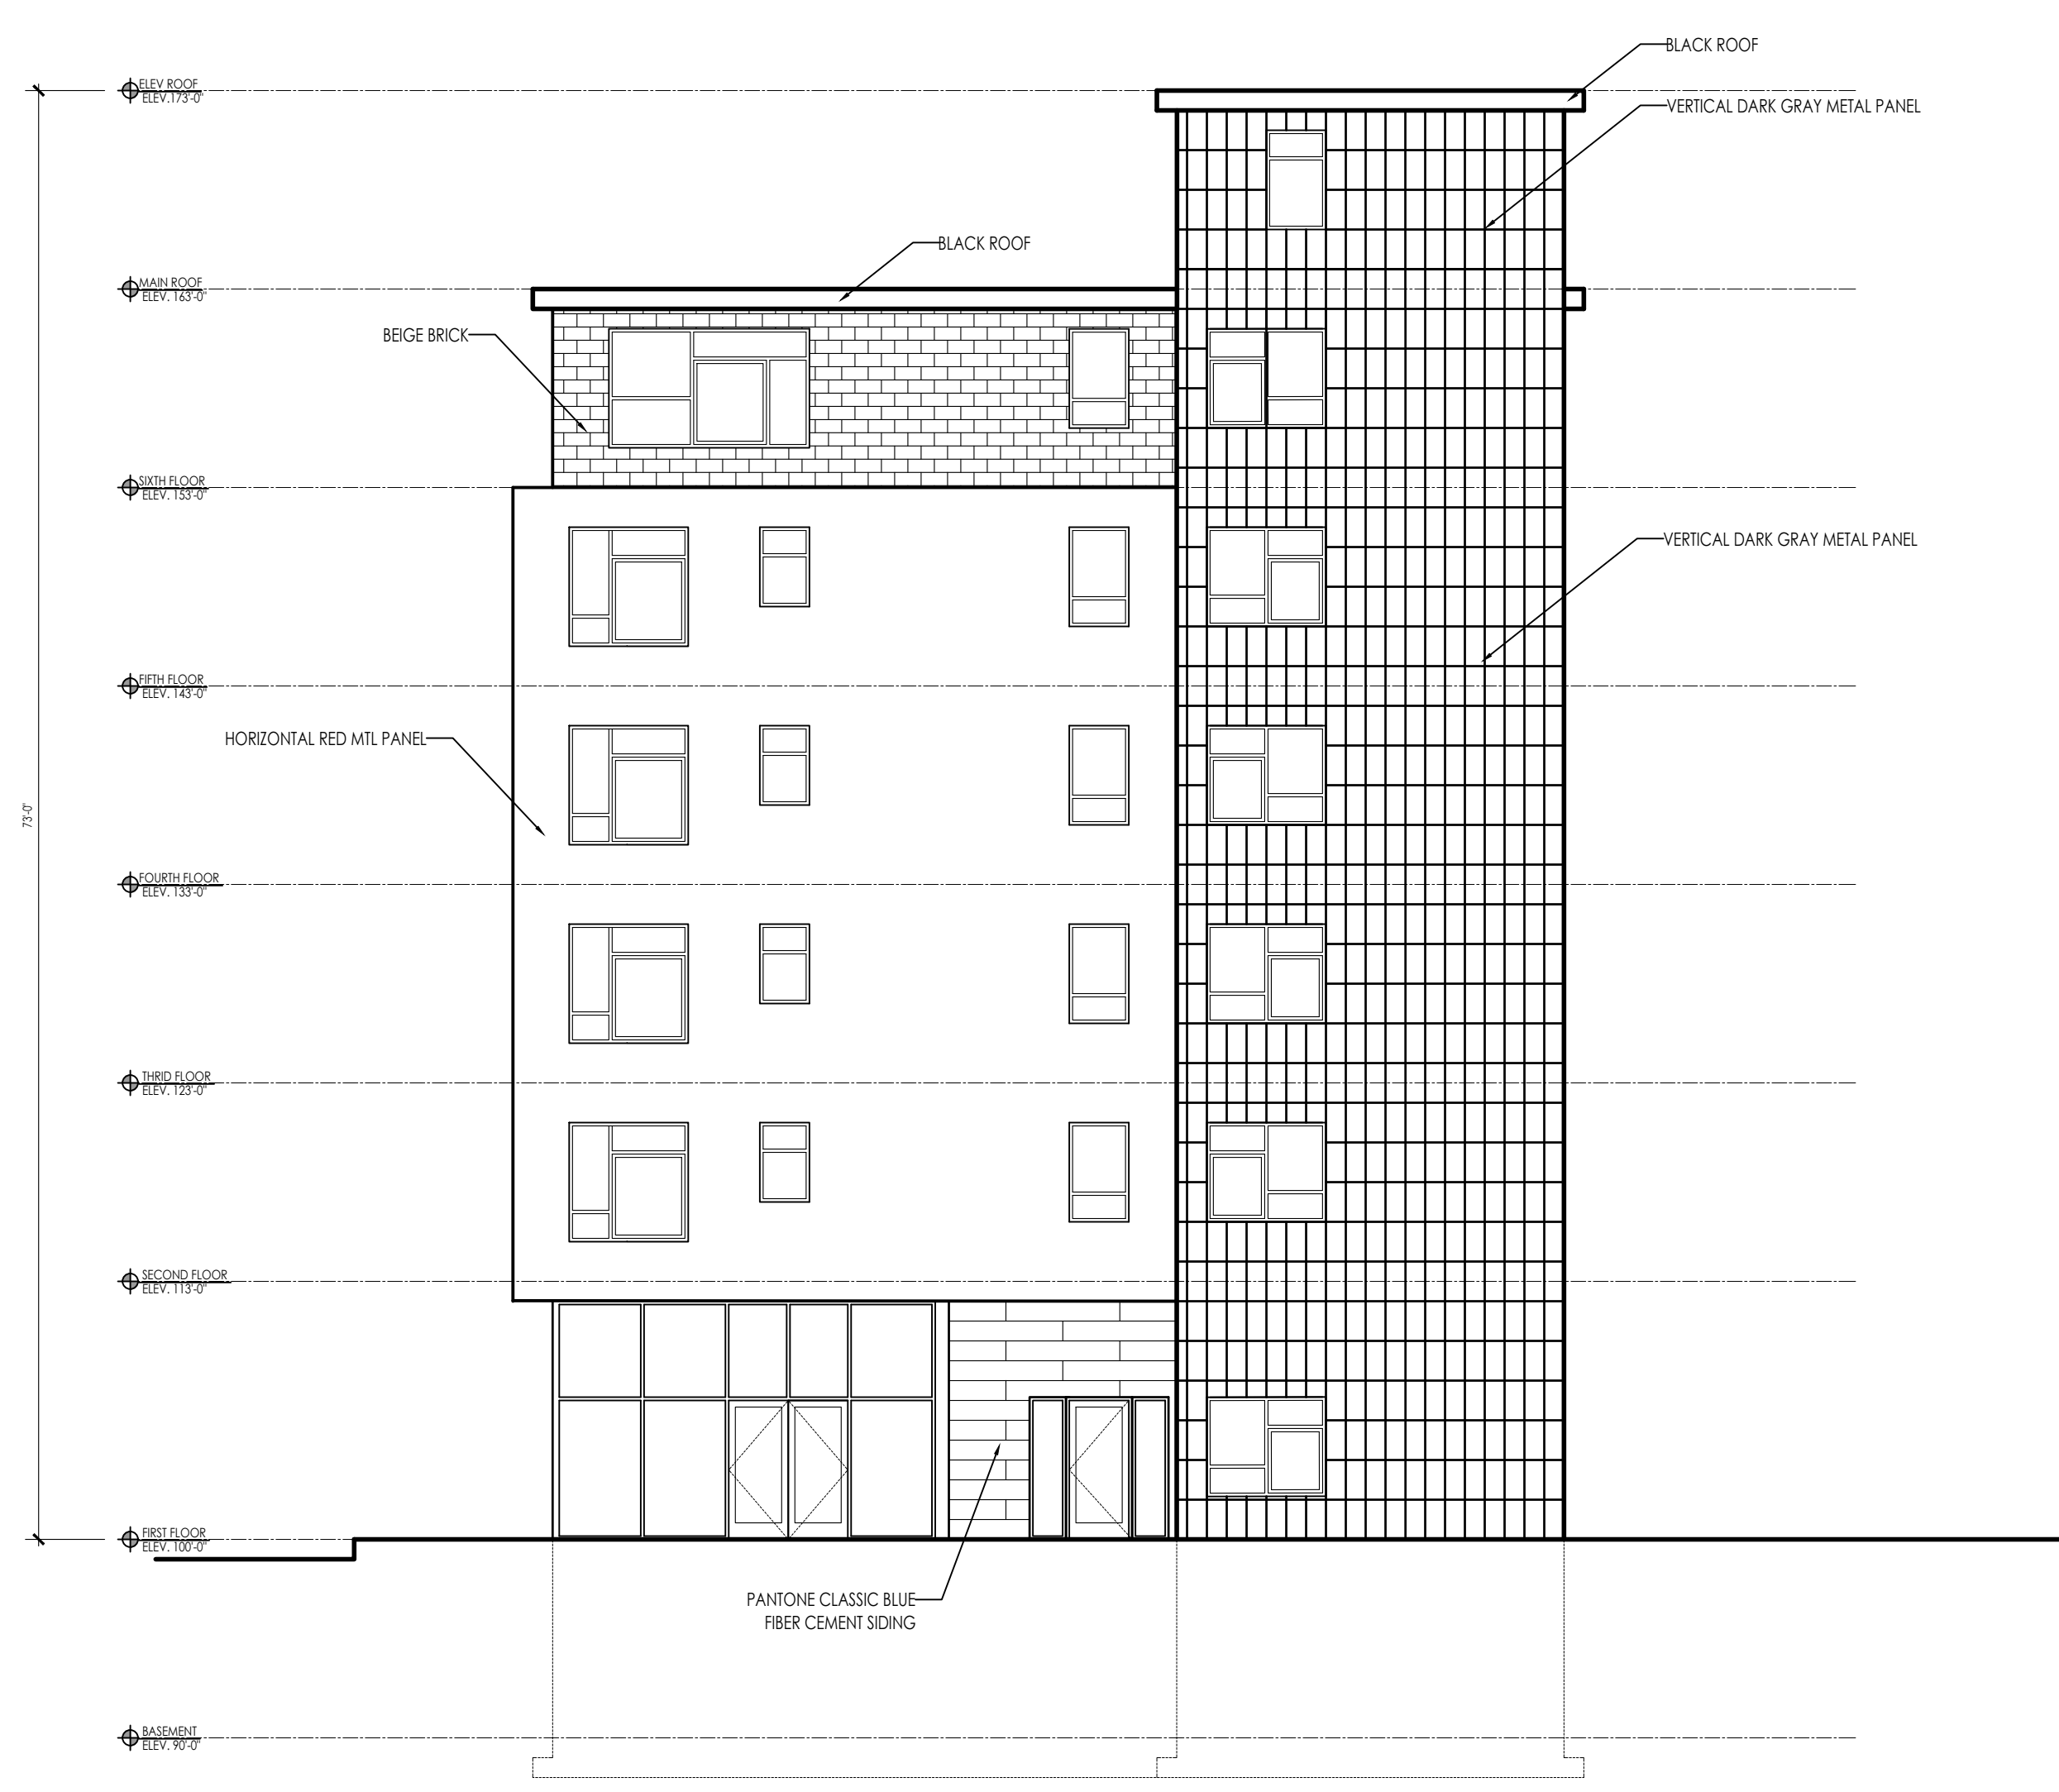 BLACK ROOF
ELEV ROOF
ELEV.173'-0"
VERTICAL DARK GRAY METAL PANEL
BLACK ROOF
MAIN ROOF
ELEV. 163'-0"
BEIGE BRICK
SIXTH FLOOR
ELEV. 153'-0"
VERTICAL DARK GRAY METAL PANEL
FIFTH FLOOR
ELEV. 143'-0"
HORIZONTAL RED MTL PANEL
73'-0"
FOURTH FLOOR
ELEV. 133'-0"
THRID FLOOR
ELEV. 123'-0"
SECOND FLOOR
ELEV. 113'-0"
FIRST FLOOR
ELEV. 100'-0"
PANTONE CLASSIC BLUE
FIBER CEMENT SIDING
BASEMENT
ELEV. 90'-0"